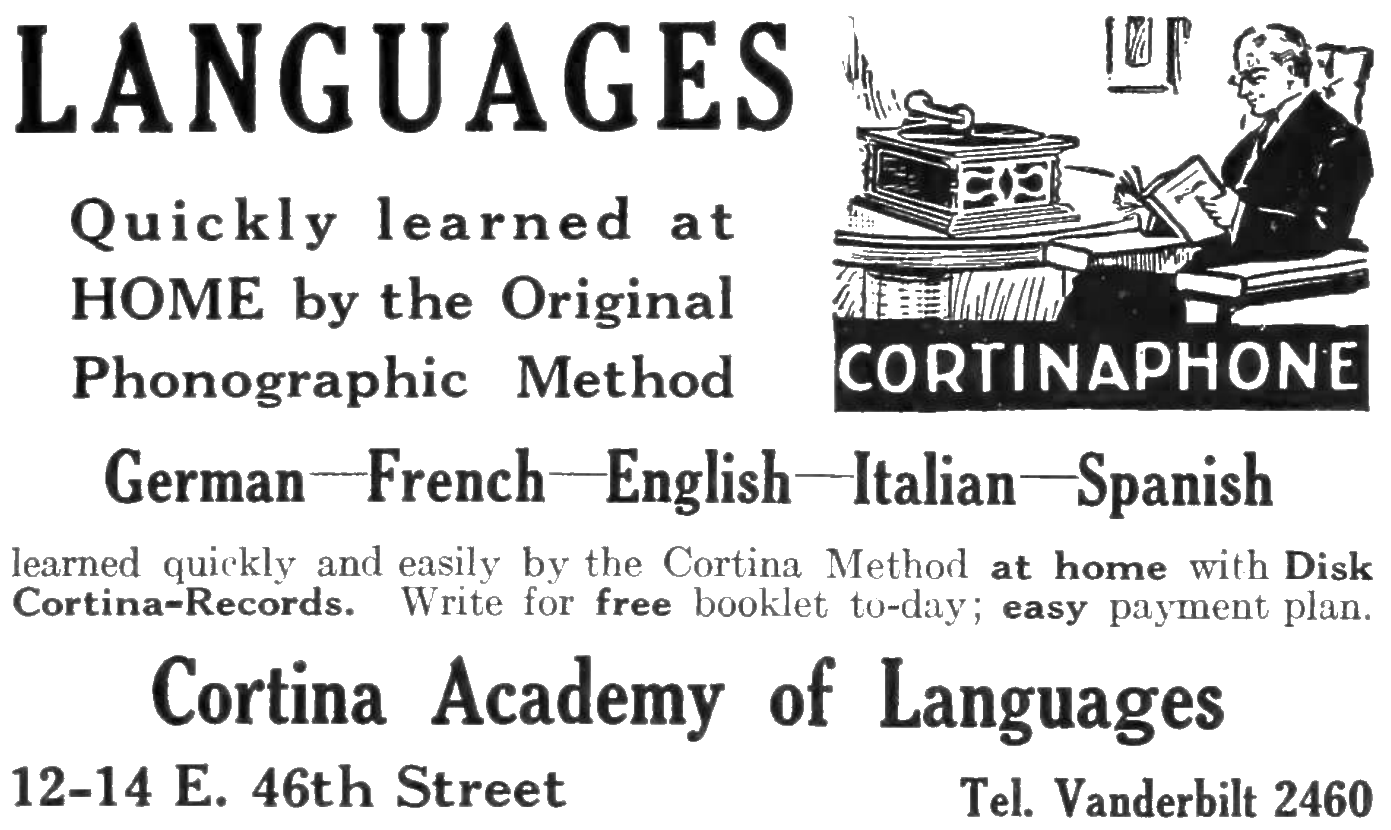 LANGUAGES
Quickly learned at
HOME by the Original
Phonographic Method
CORTINAPHONE
German—French—English—Italian—Spanish
learned quickly and easily by the Cortina Method at home with Disk
Cortina-Records. Write for free booklet to-day; easy payment plan.
Cortina Academy of Languages
12-14 E. 46th Street
Tel. Vanderbilt 2460